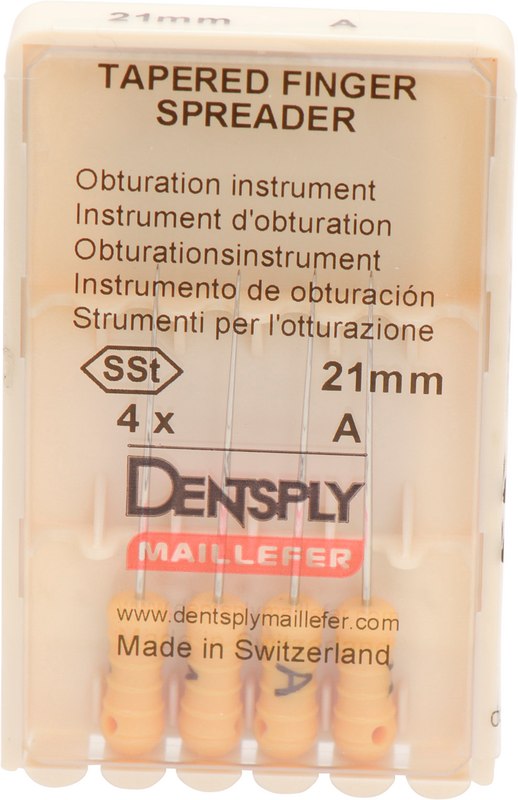 21mm A
TAPERED FINGER
SPREADER
Obturation instrument
Instrument d'obturation
Obturationsinstrument
Instrumento de obturación
Strumenti per l'otturazione
SSt 21mm
4 x A
DENTSPLY
MAILLEFER
www.dentsplymaillefer.com
Made in Switzerland
A